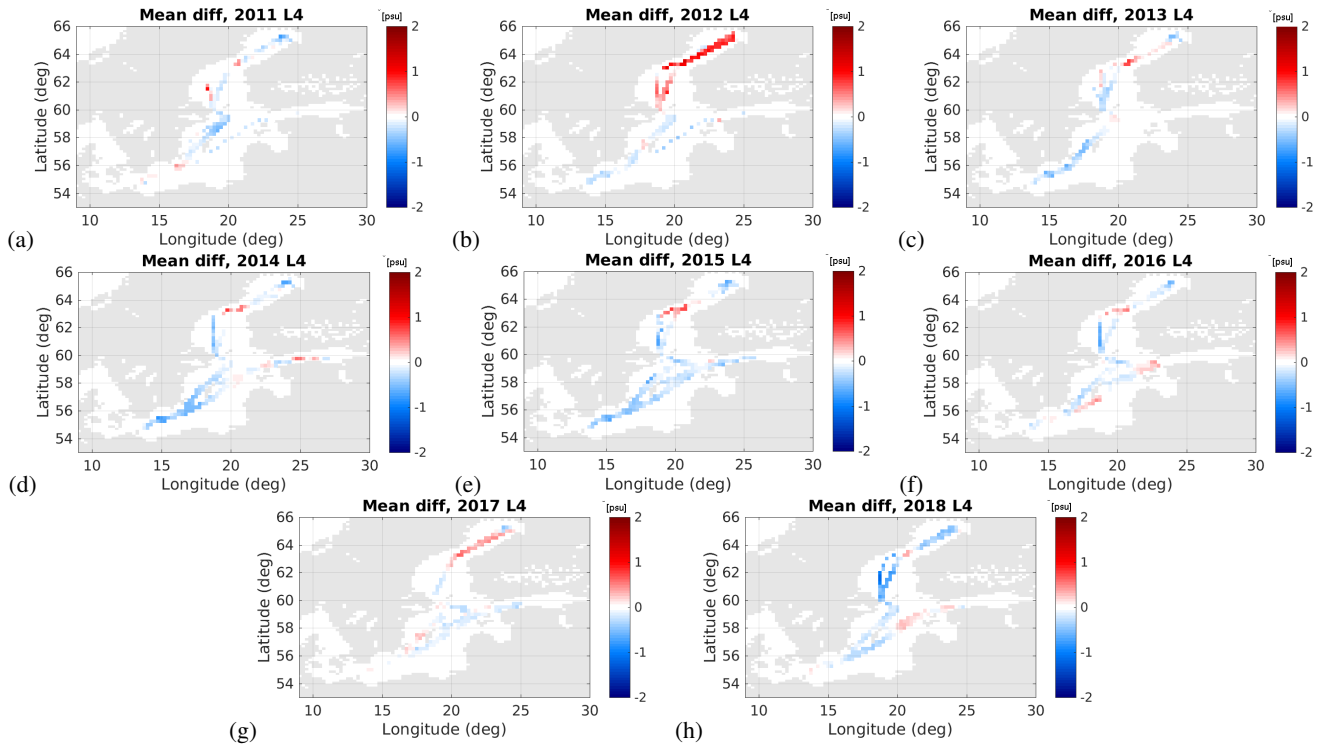 Mean diff, 2011 L4
[psu]
66
64
62
60
58
56
54
Latitude (deg)
10 15 20 25 30
Longitude (deg)
2
1
0
-1
-2
(a)
Mean diff, 2012 L4
[psu]
66
64
62
60
58
56
54
Latitude (deg)
10 15 20 25 30
Longitude (deg)
2
1
0
-1
-2
(b)
Mean diff, 2013 L4
[psu]
66
64
62
60
58
56
54
Latitude (deg)
10 15 20 25 30
Longitude (deg)
2
1
0
-1
-2
(c)
Mean diff, 2014 L4
[psu]
66
64
62
60
58
56
54
Latitude (deg)
10 15 20 25 30
Longitude (deg)
2
1
0
-1
-2
(d)
Mean diff, 2015 L4
[psu]
66
64
62
60
58
56
54
Latitude (deg)
10 15 20 25 30
Longitude (deg)
2
1
0
-1
-2
(e)
Mean diff, 2016 L4
[psu]
66
64
62
60
58
56
54
Latitude (deg)
10 15 20 25 30
Longitude (deg)
2
1
0
-1
-2
(f)
Mean diff, 2017 L4
[psu]
66
64
62
60
58
56
54
Latitude (deg)
10 15 20 25 30
Longitude (deg)
2
1
0
-1
-2
(g)
Mean diff, 2018 L4
[psu]
66
64
62
60
58
56
54
Latitude (deg)
10 15 20 25 30
Longitude (deg)
2
1
0
-1
-2
(h)